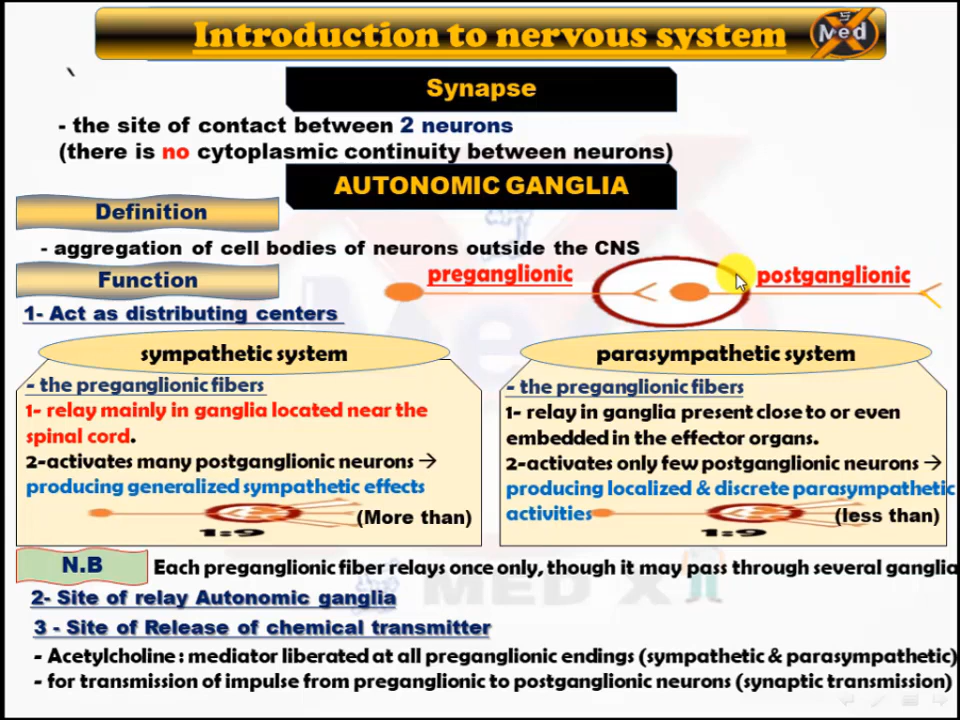 Introduction to nervous system
Med
Synapse
- the site of contact between 2 neurons
(there is no cytoplasmic continuity between neurons)
AUTONOMIC GANGLIA
Definition
- aggregation of cell bodies of neurons outside the CNS
Function
preganglionic
postganglionic
1- Act as distributing centers
sympathetic system
- the preganglionic fibers
1- relay mainly in ganglia located near the
spinal cord.
2-activates many postganglionic neurons →
producing generalized sympathetic effects
(More than)
1:9
parasympathetic system
- the preganglionic fibers
1- relay in ganglia present close to or even
embedded in the effector organs.
2-activates only few postganglionic neurons →
producing localized & discrete parasympathetic
activities
(less than)
1:9
N.B
Each preganglionic fiber relays once only, though it may pass through several ganglia
2- Site of relay Autonomic ganglia
3 - Site of Release of chemical transmitter
- Acetylcholine : mediator liberated at all preganglionic endings (sympathetic & parasympathetic)
- for transmission of impulse from preganglionic to postganglionic neurons (synaptic transmission)
MED X